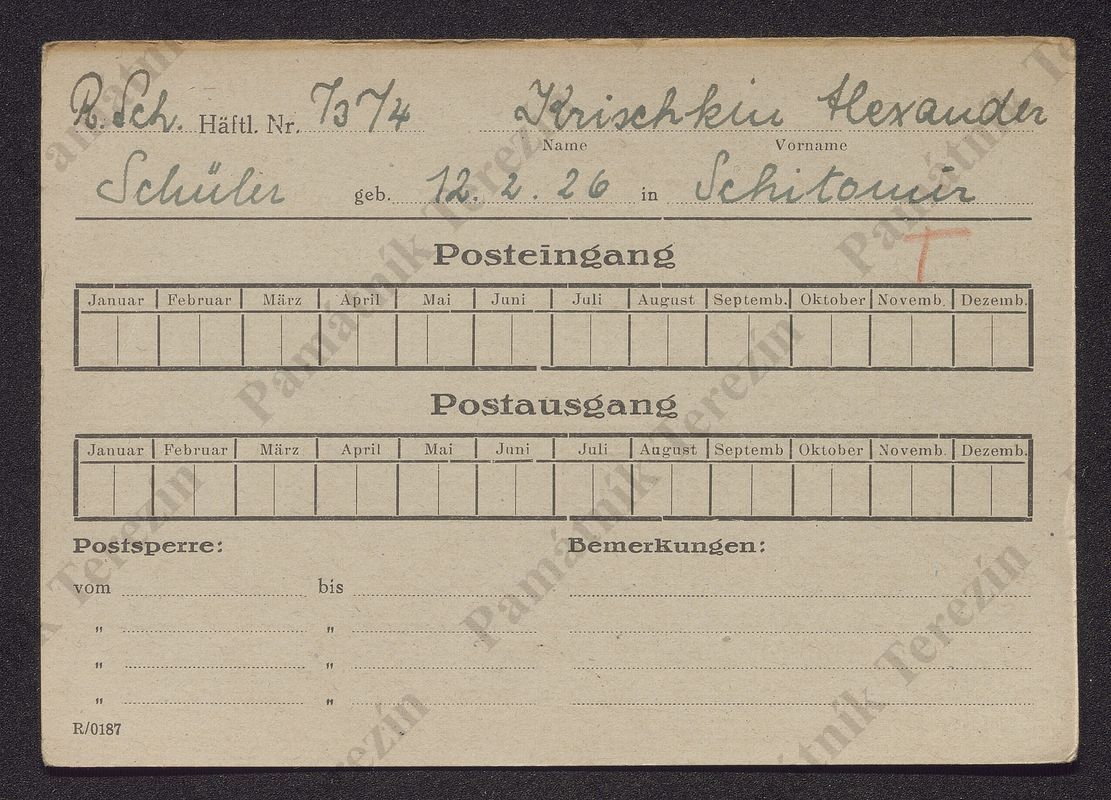 R. Sch. Häftl. Nr. 7374 Krischkin Alexander
Name Vorname
Schüler geb. 12. 2. 26 in Schitomir
T
Posteingang
Januar Februar März April Mai Juni Juli August Septemb. Oktober Novemb. Dezemb.
Postausgang
Januar Februar März April Mai Juni Juli August Septemb Oktober Novemb. Dezemb.
Postsperre: Bemerkungen:
vom bis
" "
" "
" "
R/0187
Památník Terezín